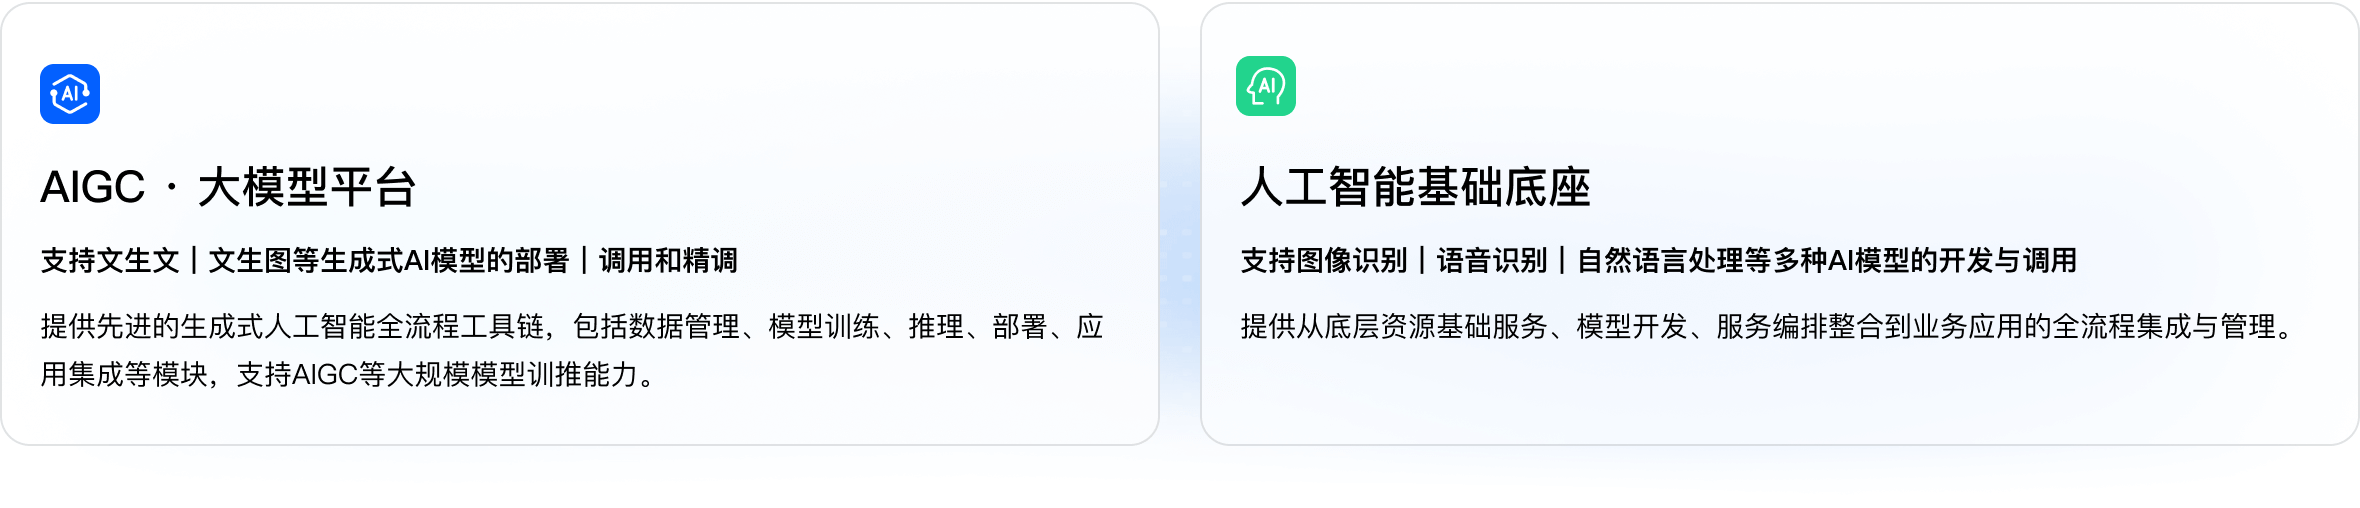 AI
AIGC · 大模型平台
支持文生文｜文生图等生成式AI模型的部署｜调用和精调
提供先进的生成式人工智能全流程工具链，包括数据管理、模型训练、推理、部署、应
用集成等模块，支持AIGC等大规模模型训推能力。
AI
人工智能基础底座
支持图像识别｜语音识别｜自然语言处理等多种AI模型的开发与调用
提供从底层资源基础服务、模型开发、服务编排整合到业务应用的全流程集成与管理。